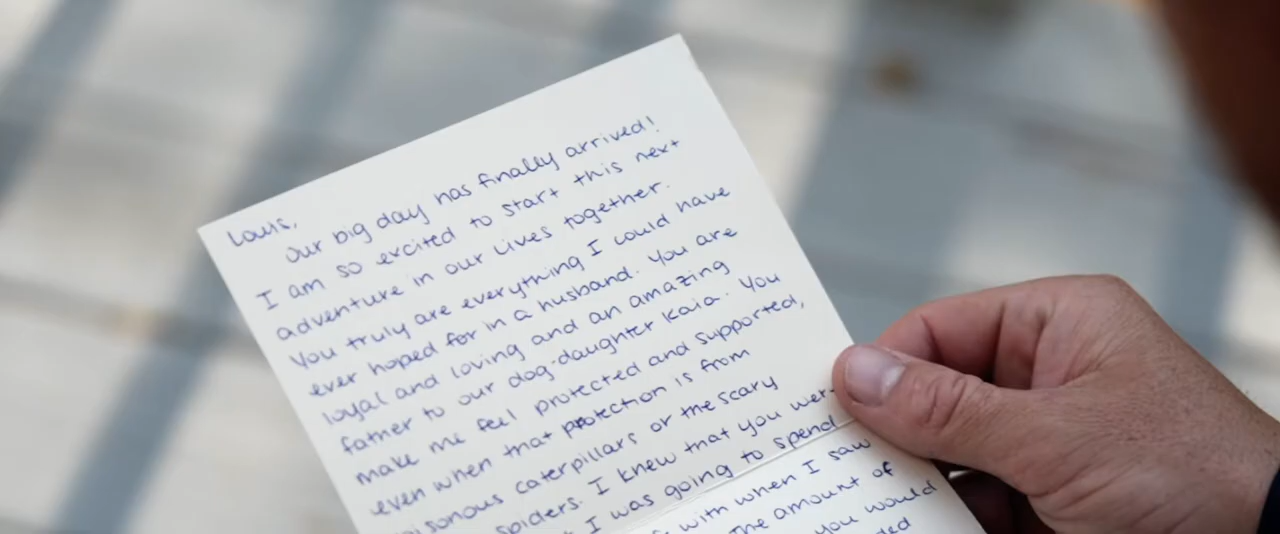 Louis,
Our big day has finally arrived!
I am so excited to start this next
adventure in our lives together.
You truly are everything I could have
ever hoped for in a husband. You are
loyal and loving and an amazing
father to our dog-daughter Kaia. You
make me feel protected and supported,
even when that protection is from
caterpillars or the scary
spiders. I knew that you were
I was going to spend
with when I saw
The amount of
you would